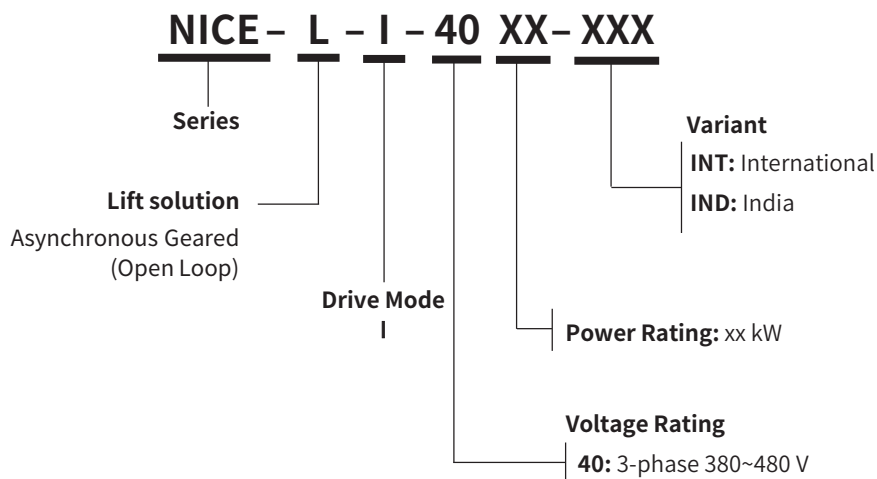 NICE – L – I – 40 XX – XXX
Series
Variant
INT: International
IND: India
Lift solution
Asynchronous Geared
(Open Loop)
Drive Mode
I
Power Rating: xx kW
Voltage Rating
40: 3-phase 380~480 V